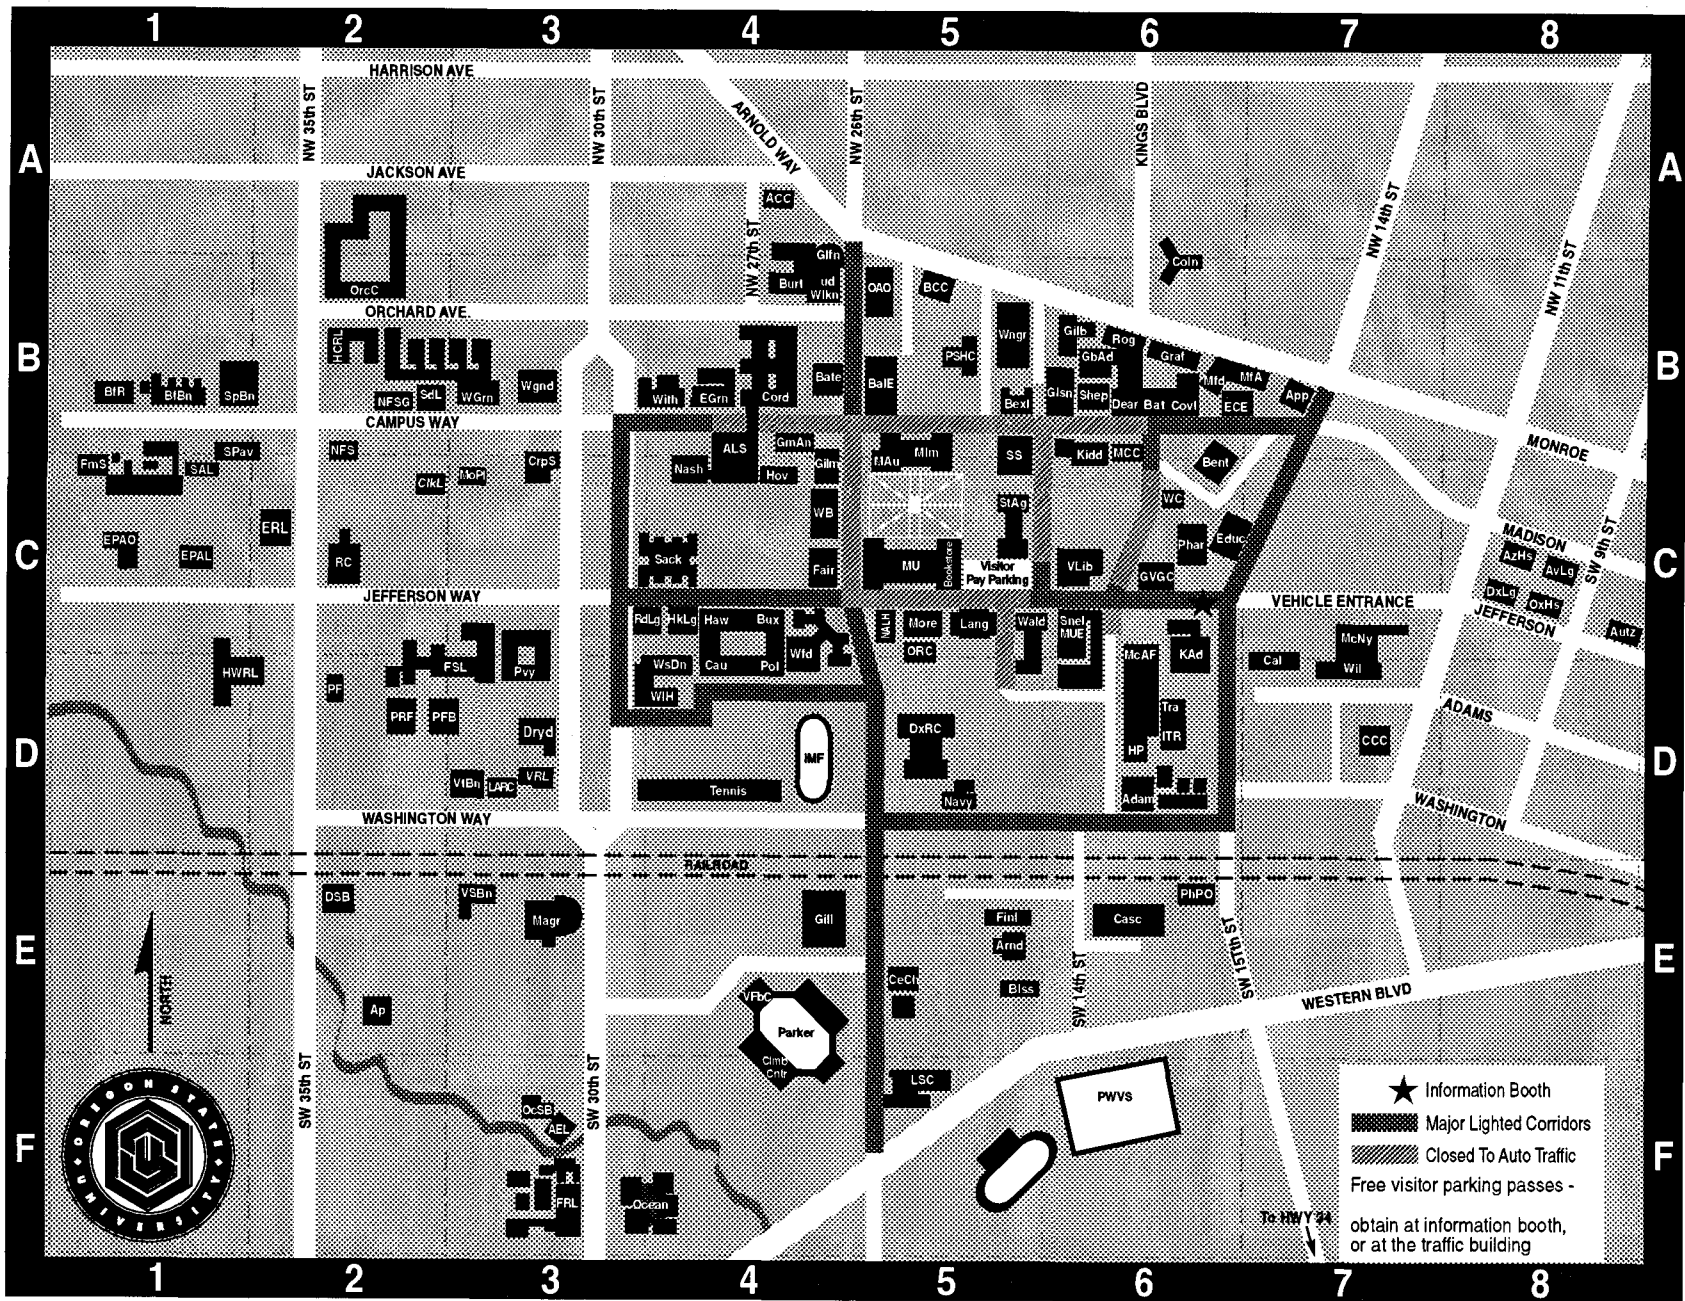 1 2 3 4 5 6 7 8
HARRISON AVE
NW 35th ST
NW 30th ST
ARNOLD WAY
NW 26th ST
KINGS BLVD
A
A
JACKSON AVE
ACC
NW 27th ST
NW 14th ST
NW 11th ST
Coln
Glfn
Burt
ud
Wlkn
OAO
BCC
OrcC
ORCHARD AVE.
B
B
HCRL
Wngr
Gilb
Rog
PSHC
GbAd
Graf
BfR
BfBn
SpBn
NFSG
SdL
WGrn
Wgnd
With
EGrn
Cord
Bate
BalE
Bexl
Glsn
Shep
Dear
Bat
Covl
Mfd
MfA
ECE
App
CAMPUS WAY
MONROE
FmS
SAL
SPav
NFS
ClkL
MoPl
CrpS
ALS
Nash
GmAn
Hov
Gilm
MAu
Mlm
SS
Kidd
MCC
Bent
WB
StAg
WC
EPAO
EPAL
ERL
C
C
RC
Sack
Fair
MU
Bookstore
Visitor
Pay Parking
VLib
GVGC
Phar
Educ
MADISON
AzHs
AvLg
SW 9th ST
DxLg
OxHs
JEFFERSON WAY
VEHICLE ENTRANCE
JEFFERSON
Autz
RdLg
HkLg
Haw
Bux
NALH
More
Lang
Wald
Snel
MUE
McNy
HWRL
FSL
Pvy
WsDn
Cau
Pol
Wfd
ORC
McAF
KAd
Cal
Wil
PF
WIH
PRF
PFB
Dryd
DxRC
Tra
ITR
HP
ADAMS
CCC
D
D
IMF
VtBn
LARC
VRL
Tennis
Navy
Adam
WASHINGTON WAY
WASHINGTON
RAILROAD
DSB
VSBn
Magr
Gill
Finl
Casc
PhPO
Arnd
E
E
CeCh
Blss
SW 14th ST
SW 15Tth ST
WESTERN BLVD
NORTH
Ap
VFbC
Parker
Clmb
Cntr
LSC
PWVS
SW 35th ST
SW 30th ST
OcSB
AEL
FRL
Ocean
F
F
OREGON STATE
UNIVERSITY
Information Booth
Major Lighted Corridors
Closed To Auto Traffic
Free visitor parking passes -
obtain at information booth,
or at the traffic building
To HWY 34
1 2 3 4 5 6 7 8